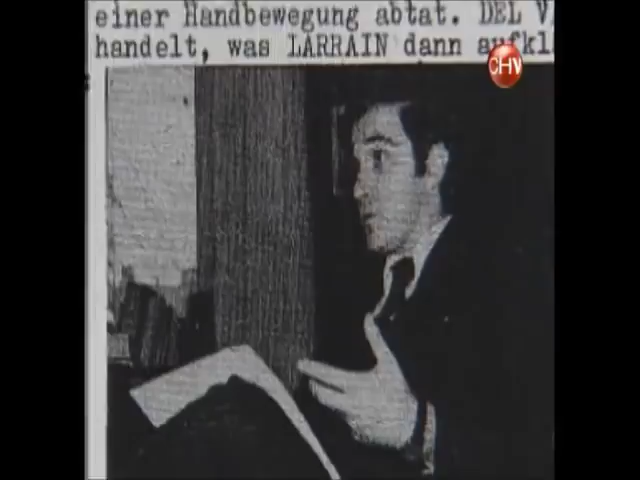 einer Handbewegung abtat. DEL
handelt, was LARRAIN dann
CHV